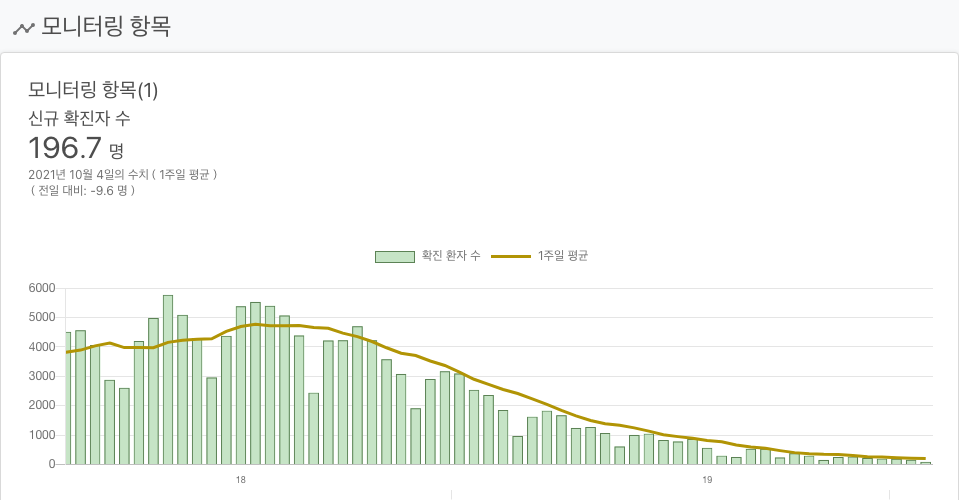 모니터링 항목
모니터링 항목(1)
신규 확진자 수
196.7 명
2021년 10월 4일의 수치 ( 1주일 평균 )
( 전일 대비: -9.6 명 )
확진 환자 수 1주일 평균
6000
5000
4000
3000
2000
1000
0
18 19